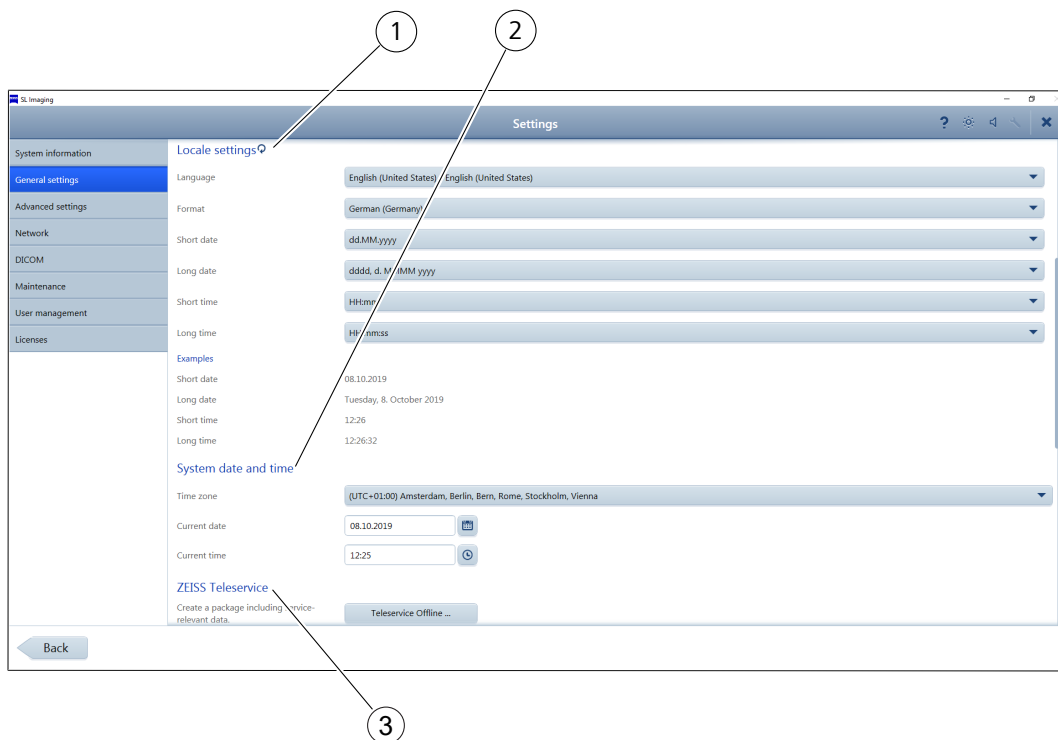 1
2
SL Imaging
Settings
System information
General settings
Advanced settings
Network
DICOM
Maintenance
User management
Licenses
Locale settings
Language English (United States) / English (United States)
Format German (Germany)
Short date dd.MM.yyyy
Long date dddd, d. MMMM yyyy
Short time HH:mm
Long time HH:mm:ss
Examples
Short date 08.10.2019
Long date Tuesday, 8. October 2019
Short time 12:26
Long time 12:26:32
System date and time
Time zone (UTC+01:00) Amsterdam, Berlin, Bern, Rome, Stockholm, Vienna
Current date 08.10.2019
Current time 12:25
ZEISS Teleservice
Create a package including service-
relevant data.
Teleservice Offline ...
Back
3